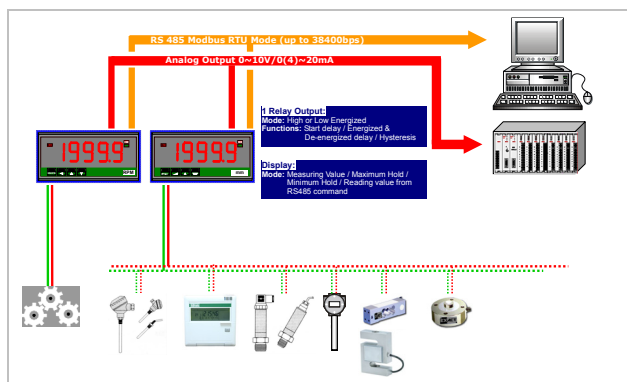 RS 485 Modbus RTU Mode (up to 38400bps)
Analog Output 0~10V/0(4)~20mA
1 Relay Output:
Mode: High or Low Energized
Functions: Start delay / Energized &
De-energized delay / Hysteresis
1999.9
1999.9
RPM
Display:
Mode: Measuring Value / Maximum Hold /
Minimum Hold / Reading value from
RS485 command